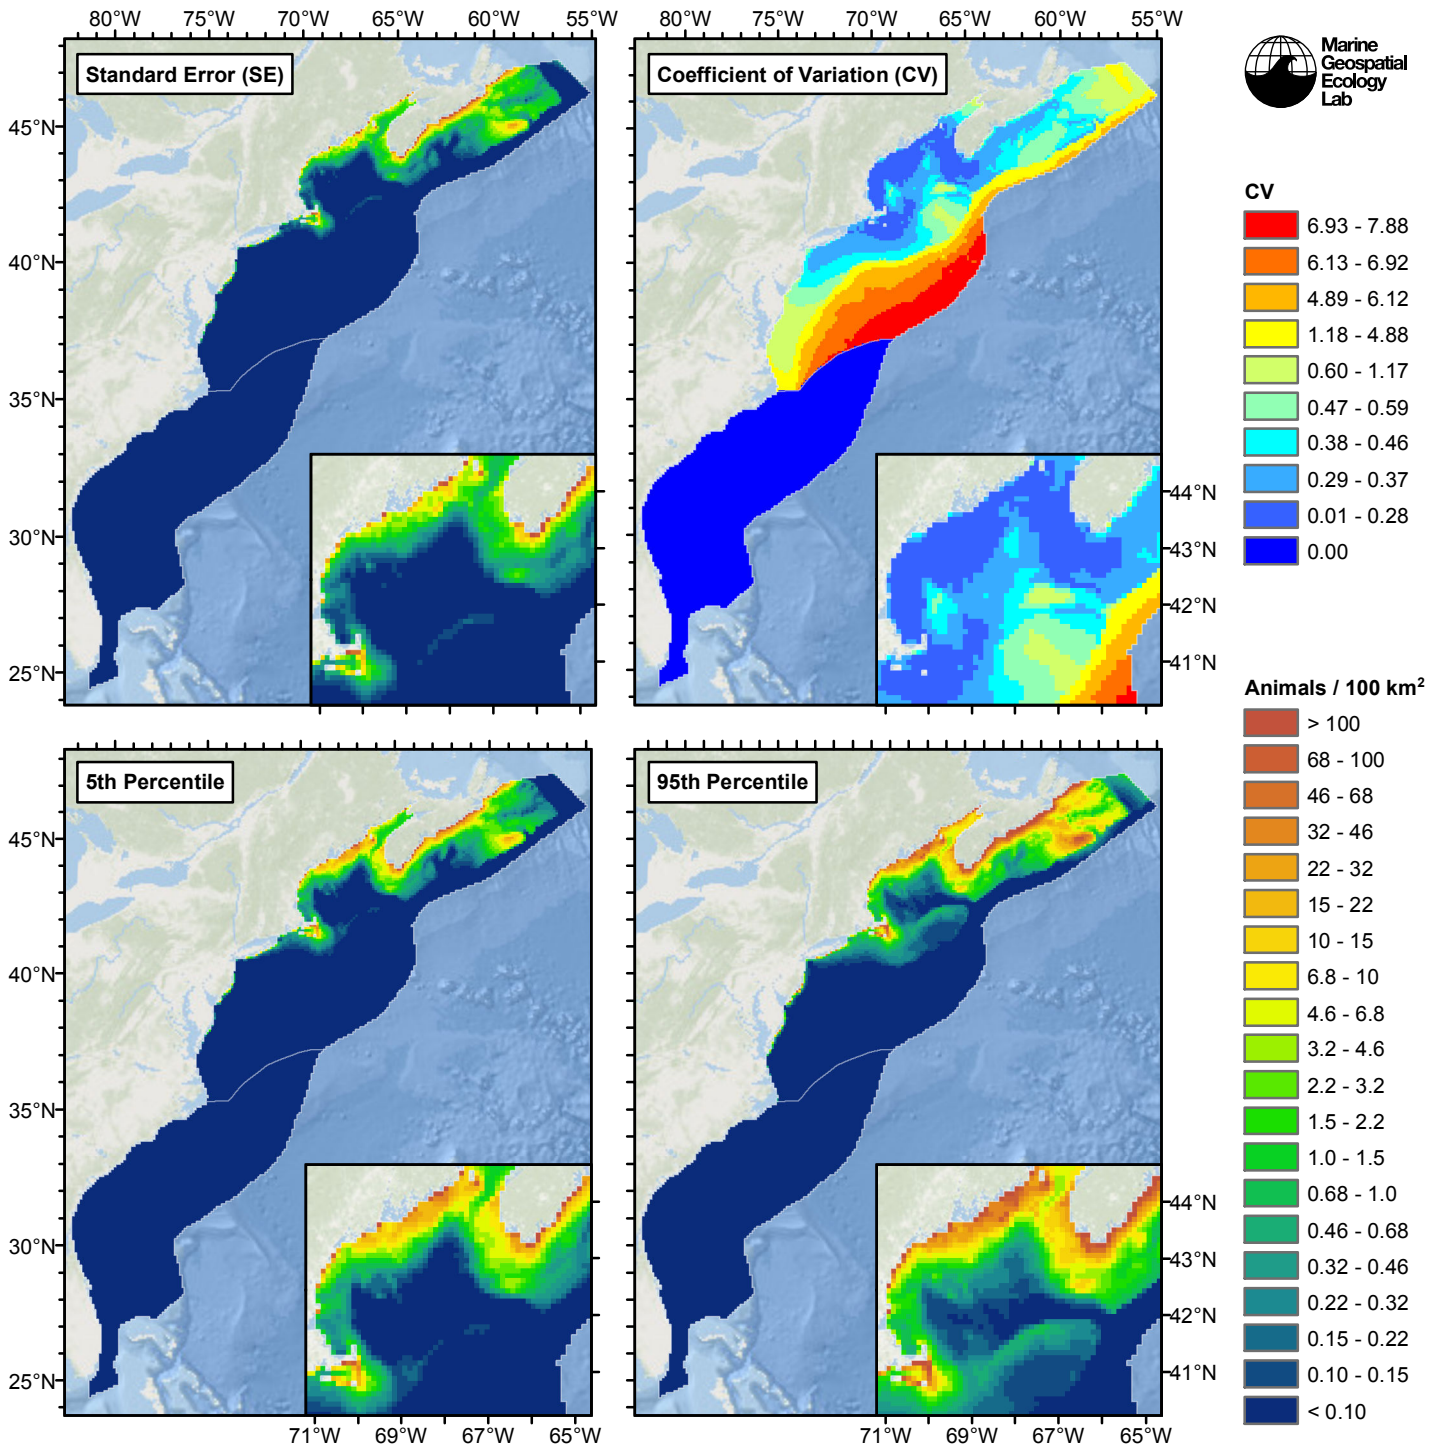 80°W 75°W 70°W 65°W 60°W 55°W
80°W 75°W 70°W 65°W 60°W 55°W
Standard Error (SE)
Coefficient of Variation (CV)
Marine
Geospatial
Ecology
Lab
45°N
40°N
35°N
30°N
25°N
44°N
43°N
42°N
41°N
CV
6.93 - 7.88
6.13 - 6.92
4.89 - 6.12
1.18 - 4.88
0.60 - 1.17
0.47 - 0.59
0.38 - 0.46
0.29 - 0.37
0.01 - 0.28
0.00
5th Percentile
95th Percentile
45°N
40°N
35°N
30°N
25°N
44°N
43°N
42°N
41°N
71°W 69°W 67°W 65°W
71°W 69°W 67°W 65°W
Animals / 100 km²
> 100
68 - 100
46 - 68
32 - 46
22 - 32
15 - 22
10 - 15
6.8 - 10
4.6 - 6.8
3.2 - 4.6
2.2 - 3.2
1.5 - 2.2
1.0 - 1.5
0.68 - 1.0
0.46 - 0.68
0.32 - 0.46
0.22 - 0.32
0.15 - 0.22
0.10 - 0.15
< 0.10